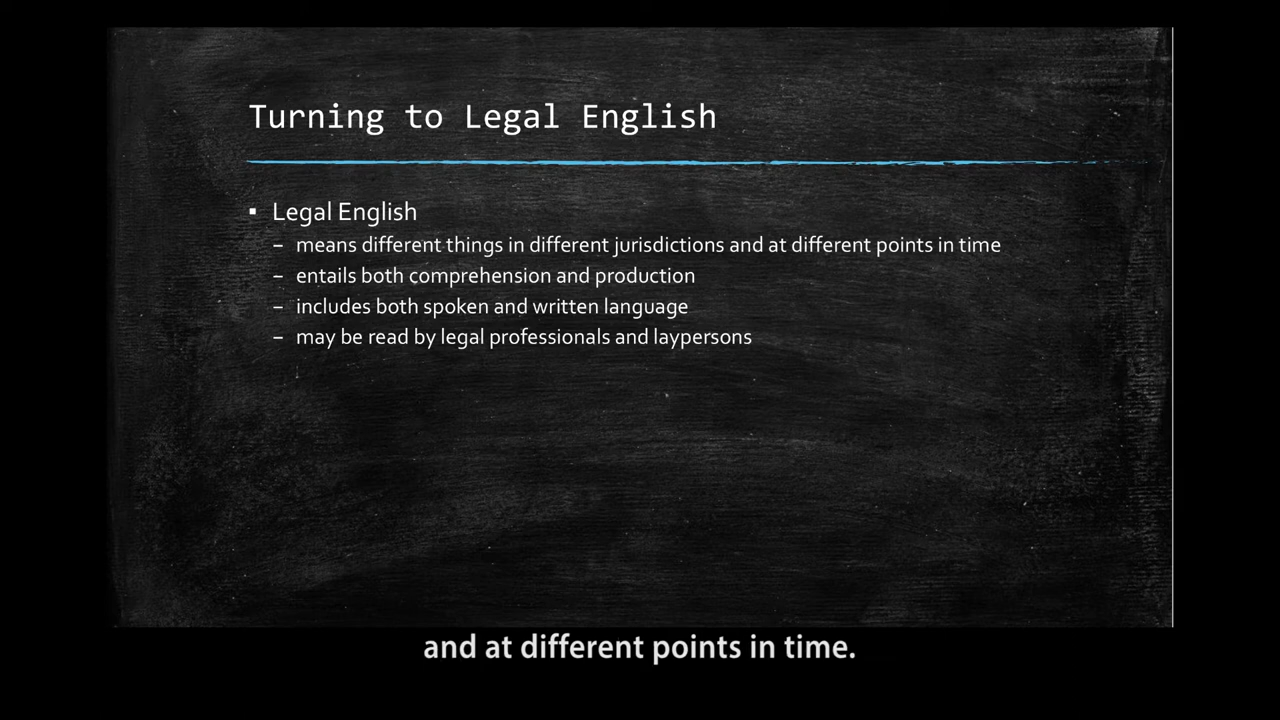 Turning to Legal English
▪ Legal English
– means different things in different jurisdictions and at different points in time
– entails both comprehension and production
– includes both spoken and written language
– may be read by legal professionals and laypersons
and at different points in time.